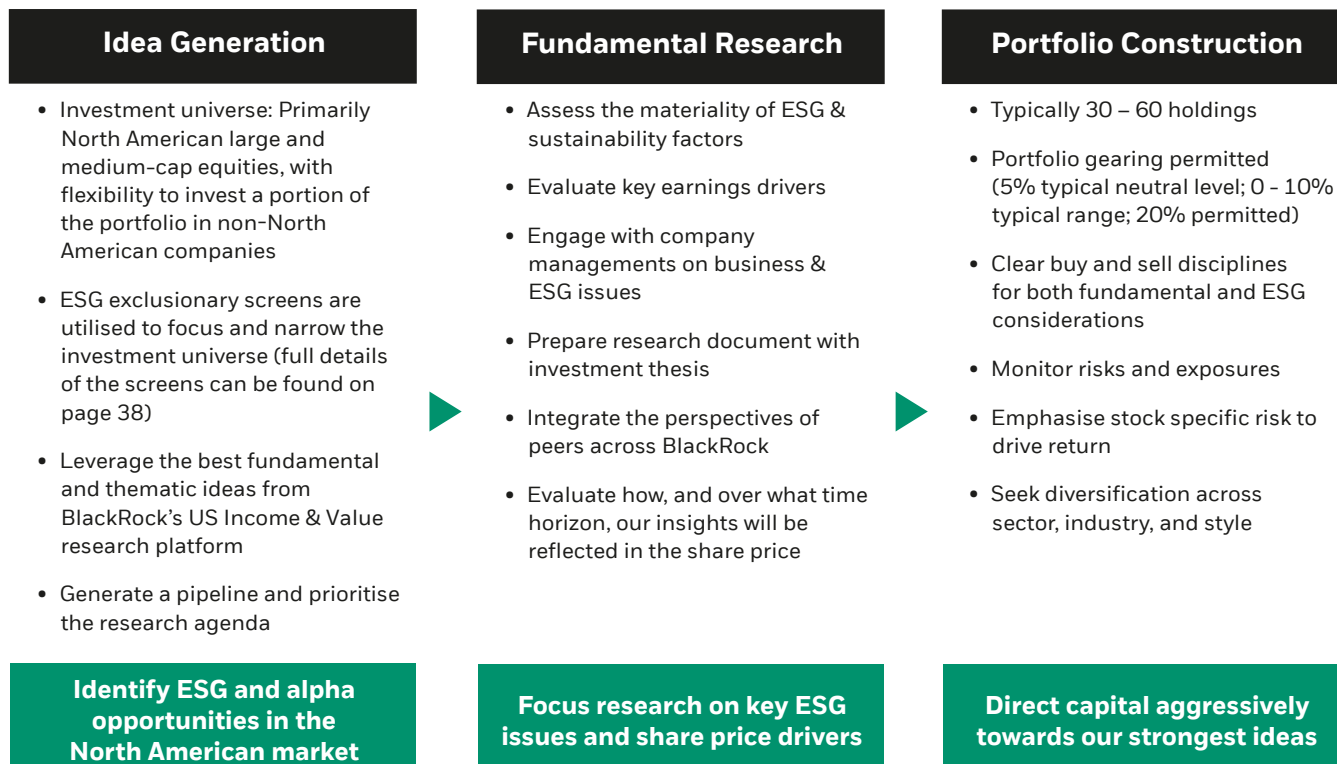 Idea Generation
• Investment universe: Primarily
North American large and
medium-cap equities, with
flexibility to invest a portion of
the portfolio in non-North
American companies
• ESG exclusionary screens are
utilised to focus and narrow the
investment universe (full details
of the screens can be found on
page 38)
• Leverage the best fundamental
and thematic ideas from
BlackRock’s US Income & Value
research platform
• Generate a pipeline and prioritise
the research agenda
Identify ESG and alpha
opportunities in the
North American market
Fundamental Research
• Assess the materiality of ESG &
sustainability factors
• Evaluate key earnings drivers
• Engage with company
managements on business &
ESG issues
• Prepare research document with
investment thesis
• Integrate the perspectives of
peers across BlackRock
• Evaluate how, and over what time
horizon, our insights will be
reflected in the share price
Focus research on key ESG
issues and share price drivers
Portfolio Construction
• Typically 30 – 60 holdings
• Portfolio gearing permitted
(5% typical neutral level; 0 - 10%
typical range; 20% permitted)
• Clear buy and sell disciplines
for both fundamental and ESG
considerations
• Monitor risks and exposures
• Emphasise stock specific risk to
drive return
• Seek diversification across
sector, industry, and style
Direct capital aggressively
towards our strongest ideas